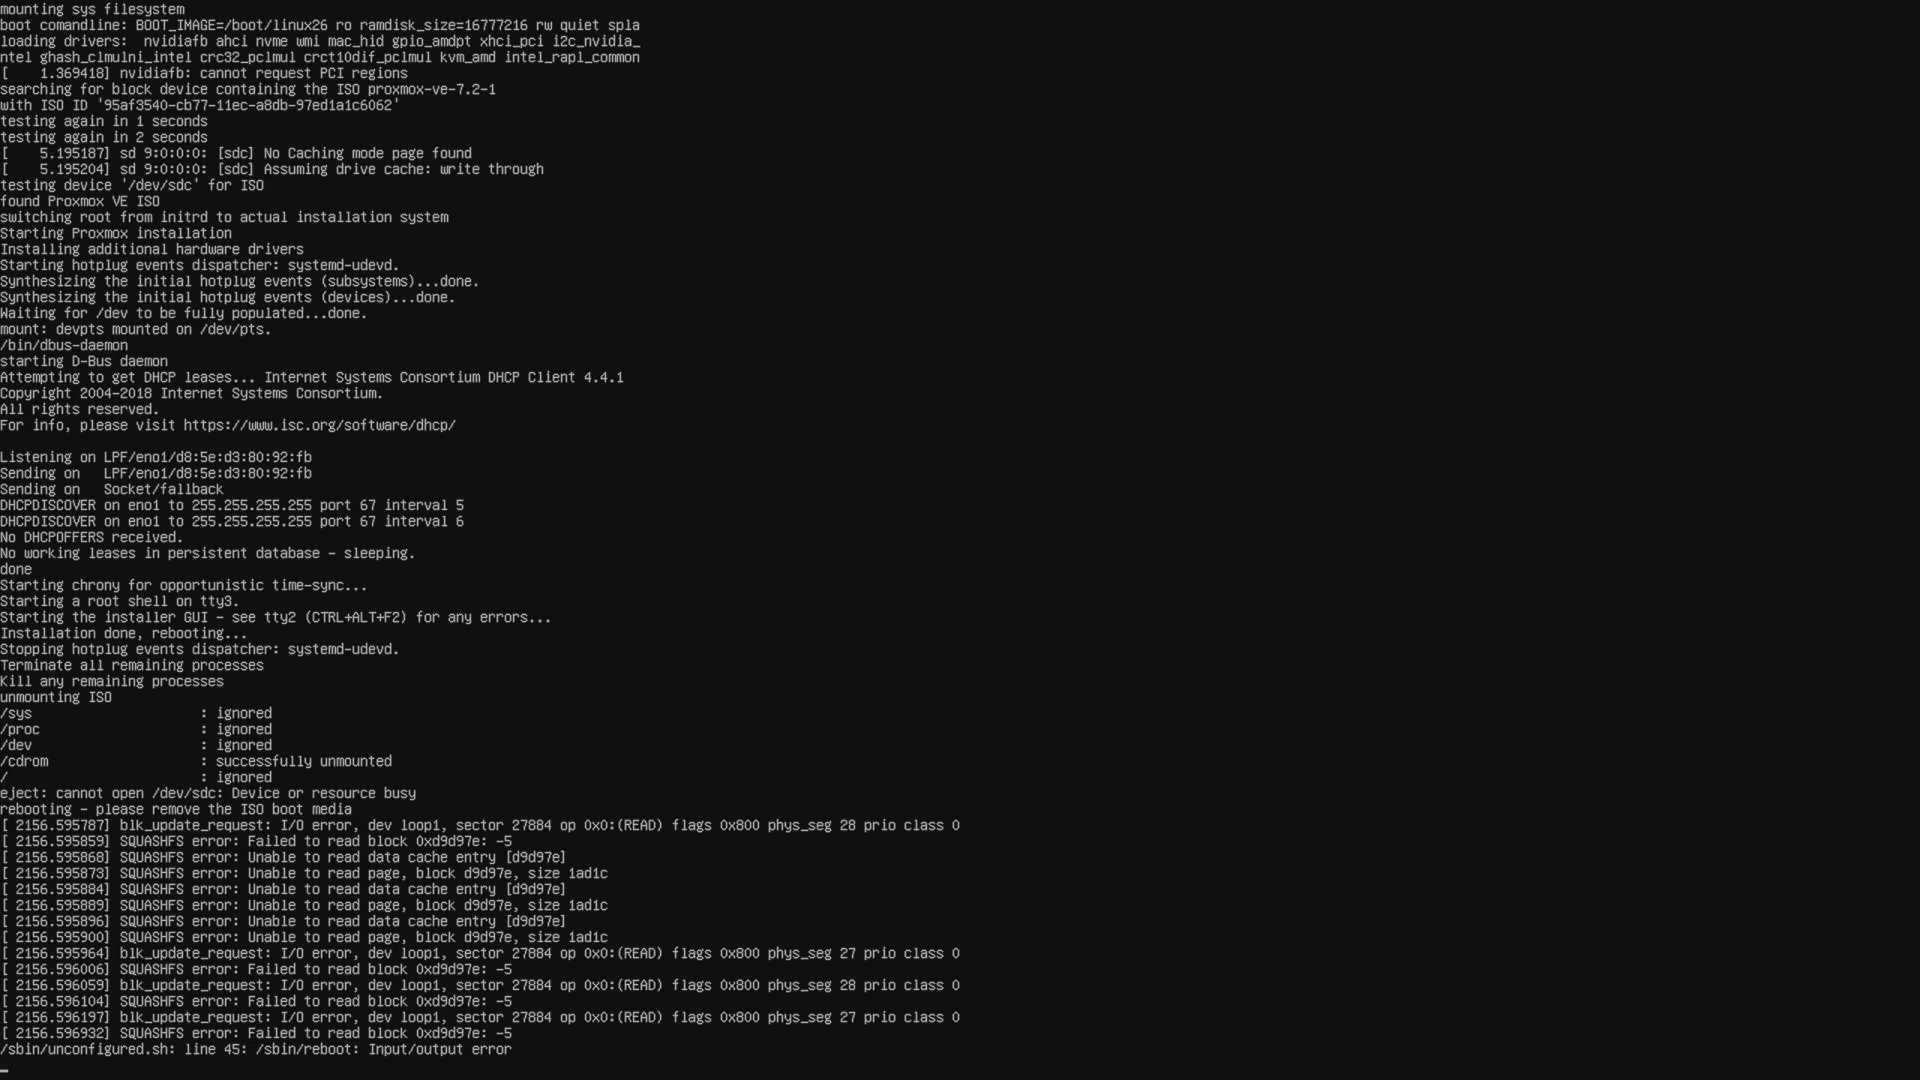 mounting sys filesystem
boot comandline: BOOT_IMAGE=/boot/linux26 ro ramdisk_size=16777216 rw quiet spla
loading drivers:  nvidiafb ahci nvme wmi mac_hid gpio_amdpt xhci_pci i2c_nvidia_
ntel ghash_clmulni_intel crc32_pclmul crct10dif_pclmul kvm_amd intel_rapl_common
[    1.369418] nvidiafb: cannot request PCI regions
searching for block device containing the ISO proxmox-ve-7.2-1
with ISO ID '95af3540-cb77-11ec-a8db-97ed1a1c6062'
testing again in 1 seconds
testing again in 2 seconds
[    5.195187] sd 9:0:0:0: [sdc] No Caching mode page found
[    5.195204] sd 9:0:0:0: [sdc] Assuming drive cache: write through
testing device '/dev/sdc' for ISO
found Proxmox VE ISO
switching root from initrd to actual installation system
Starting Proxmox installation
Installing additional hardware drivers
Starting hotplug events dispatcher: systemd-udevd.
Synthesizing the initial hotplug events (subsystems)...done.
Synthesizing the initial hotplug events (devices)...done.
Waiting for /dev to be fully populated...done.
mount: devpts mounted on /dev/pts.
/bin/dbus-daemon
starting D-Bus daemon
Attempting to get DHCP leases... Internet Systems Consortium DHCP Client 4.4.1
Copyright 2004-2018 Internet Systems Consortium.
All rights reserved.
For info, please visit https://www.isc.org/software/dhcp/

Listening on LPF/eno1/d8:5e:d3:80:92:fb
Sending on   LPF/eno1/d8:5e:d3:80:92:fb
Sending on   Socket/fallback
DHCPDISCOVER on eno1 to 255.255.255.255 port 67 interval 5
DHCPDISCOVER on eno1 to 255.255.255.255 port 67 interval 6
No DHCPOFFERS received.
No working leases in persistent database - sleeping.
done
Starting chrony for opportunistic time-sync...
Starting a root shell on tty3.
Starting the installer GUI - see tty2 (CTRL+ALT+F2) for any errors...
Installation done, rebooting...
Stopping hotplug events dispatcher: systemd-udevd.
Terminate all remaining processes
Kill any remaining processes
unmounting ISO
/sys                     : ignored
/proc                    : ignored
/dev                     : ignored
/cdrom                   : successfully unmounted
/                        : ignored
eject: cannot open /dev/sdc: Device or resource busy
rebooting - please remove the ISO boot media
[ 2156.595787] blk_update_request: I/O error, dev loop1, sector 27884 op 0x0:(READ) flags 0x800 phys_seg 28 prio class 0
[ 2156.595859] SQUASHFS error: Failed to read block 0xd9d97e: -5
[ 2156.595868] SQUASHFS error: Unable to read data cache entry [d9d97e]
[ 2156.595873] SQUASHFS error: Unable to read page, block d9d97e, size 1ad1c
[ 2156.595884] SQUASHFS error: Unable to read data cache entry [d9d97e]
[ 2156.595889] SQUASHFS error: Unable to read page, block d9d97e, size 1ad1c
[ 2156.595896] SQUASHFS error: Unable to read data cache entry [d9d97e]
[ 2156.595900] SQUASHFS error: Unable to read page, block d9d97e, size 1ad1c
[ 2156.595964] blk_update_request: I/O error, dev loop1, sector 27884 op 0x0:(READ) flags 0x800 phys_seg 27 prio class 0
[ 2156.596006] SQUASHFS error: Failed to read block 0xd9d97e: -5
[ 2156.596059] blk_update_request: I/O error, dev loop1, sector 27884 op 0x0:(READ) flags 0x800 phys_seg 28 prio class 0
[ 2156.596104] SQUASHFS error: Failed to read block 0xd9d97e: -5
[ 2156.596197] blk_update_request: I/O error, dev loop1, sector 27884 op 0x0:(READ) flags 0x800 phys_seg 27 prio class 0
[ 2156.596932] SQUASHFS error: Failed to read block 0xd9d97e: -5
/sbin/unconfigured.sh: line 45: /sbin/reboot: Input/output error